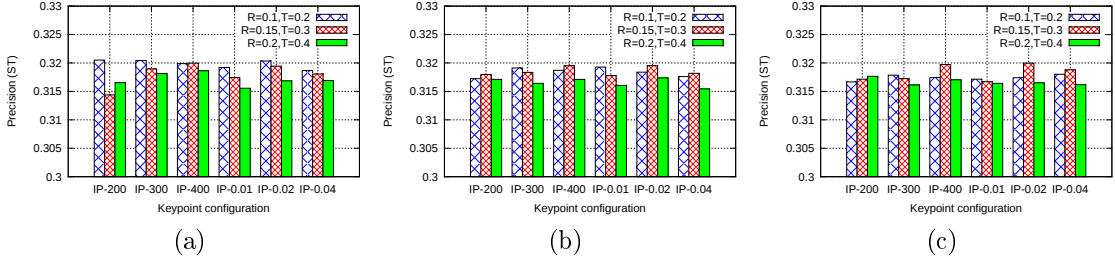 0.33
0.325
0.32
0.315
0.31
0.305
0.3
Precision (ST)
R=0.1,T=0.2
R=0.15,T=0.3
R=0.2,T=0.4
IP-200 IP-300 IP-400 IP-0.01 IP-0.02 IP-0.04
Keypoint configuration
(a)
0.33
0.325
0.32
0.315
0.31
0.305
0.3
Precision (ST)
R=0.1,T=0.2
R=0.15,T=0.3
R=0.2,T=0.4
IP-200 IP-300 IP-400 IP-0.01 IP-0.02 IP-0.04
Keypoint configuration
(b)
0.33
0.325
0.32
0.315
0.31
0.305
0.3
Precision (ST)
R=0.1,T=0.2
R=0.15,T=0.3
R=0.2,T=0.4
IP-200 IP-300 IP-400 IP-0.01 IP-0.02 IP-0.04
Keypoint configuration
(c)